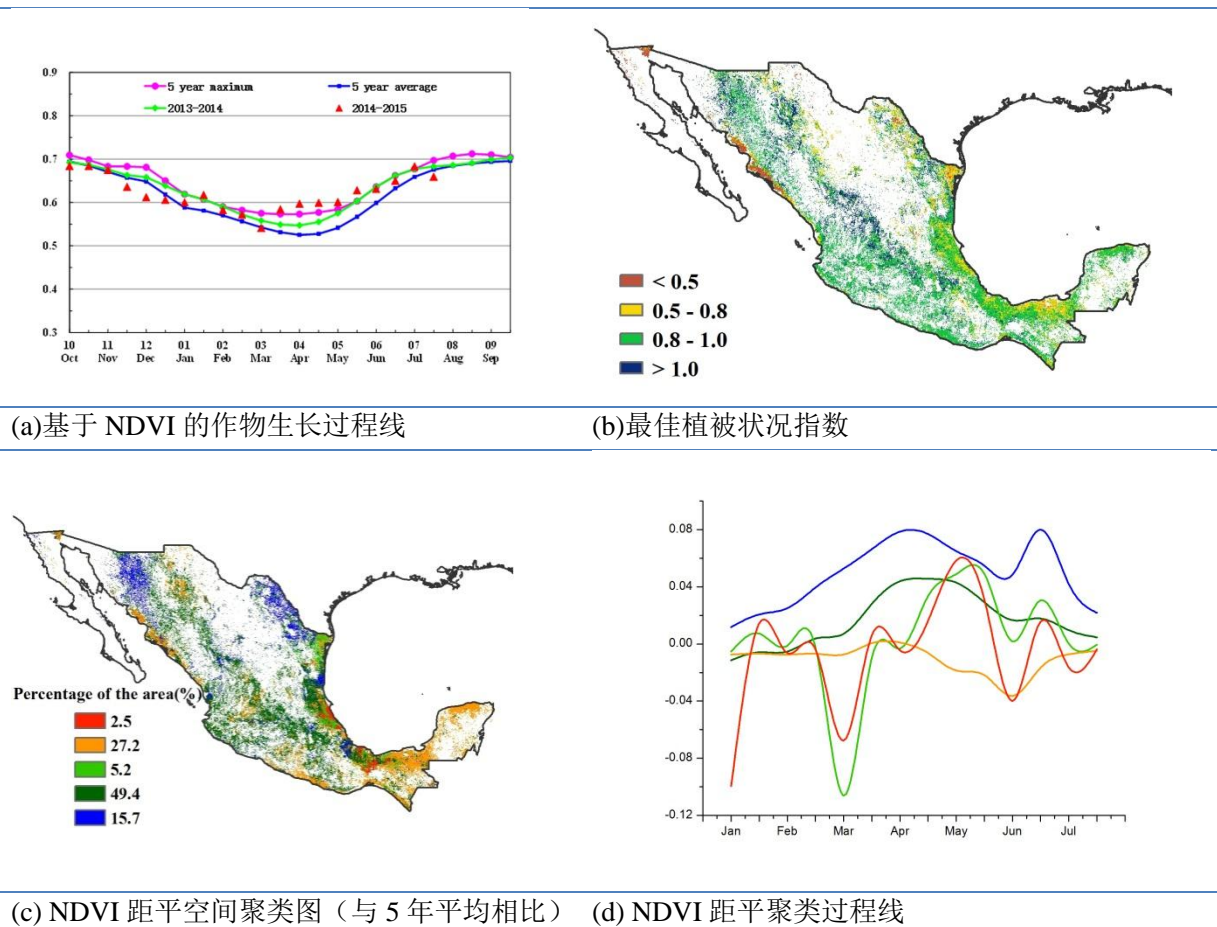 0.9
5 year maximum 5 year average
0.8
2013-2014 2014-2015
0.7
0.6
0.5
0.4
0.3
10 11 12 01 02 03 04 05 06 07 08 09
Oct Nov Dec Jan Feb Mar Apr May Jun Jul Aug Sep
< 0.5
0.5 - 0.8
0.8 - 1.0
> 1.0
(a)基于 NDVI 的作物生长过程线
(b)最佳植被状况指数
Percentage of the area(%)
2.5
27.2
5.2
49.4
15.7
0.08
0.04
0.00
-0.04
-0.08
-0.12
Jan Feb Mar Apr May Jun Jul
(c) NDVI 距平空间聚类图（与 5 年平均相比）
(d) NDVI 距平聚类过程线